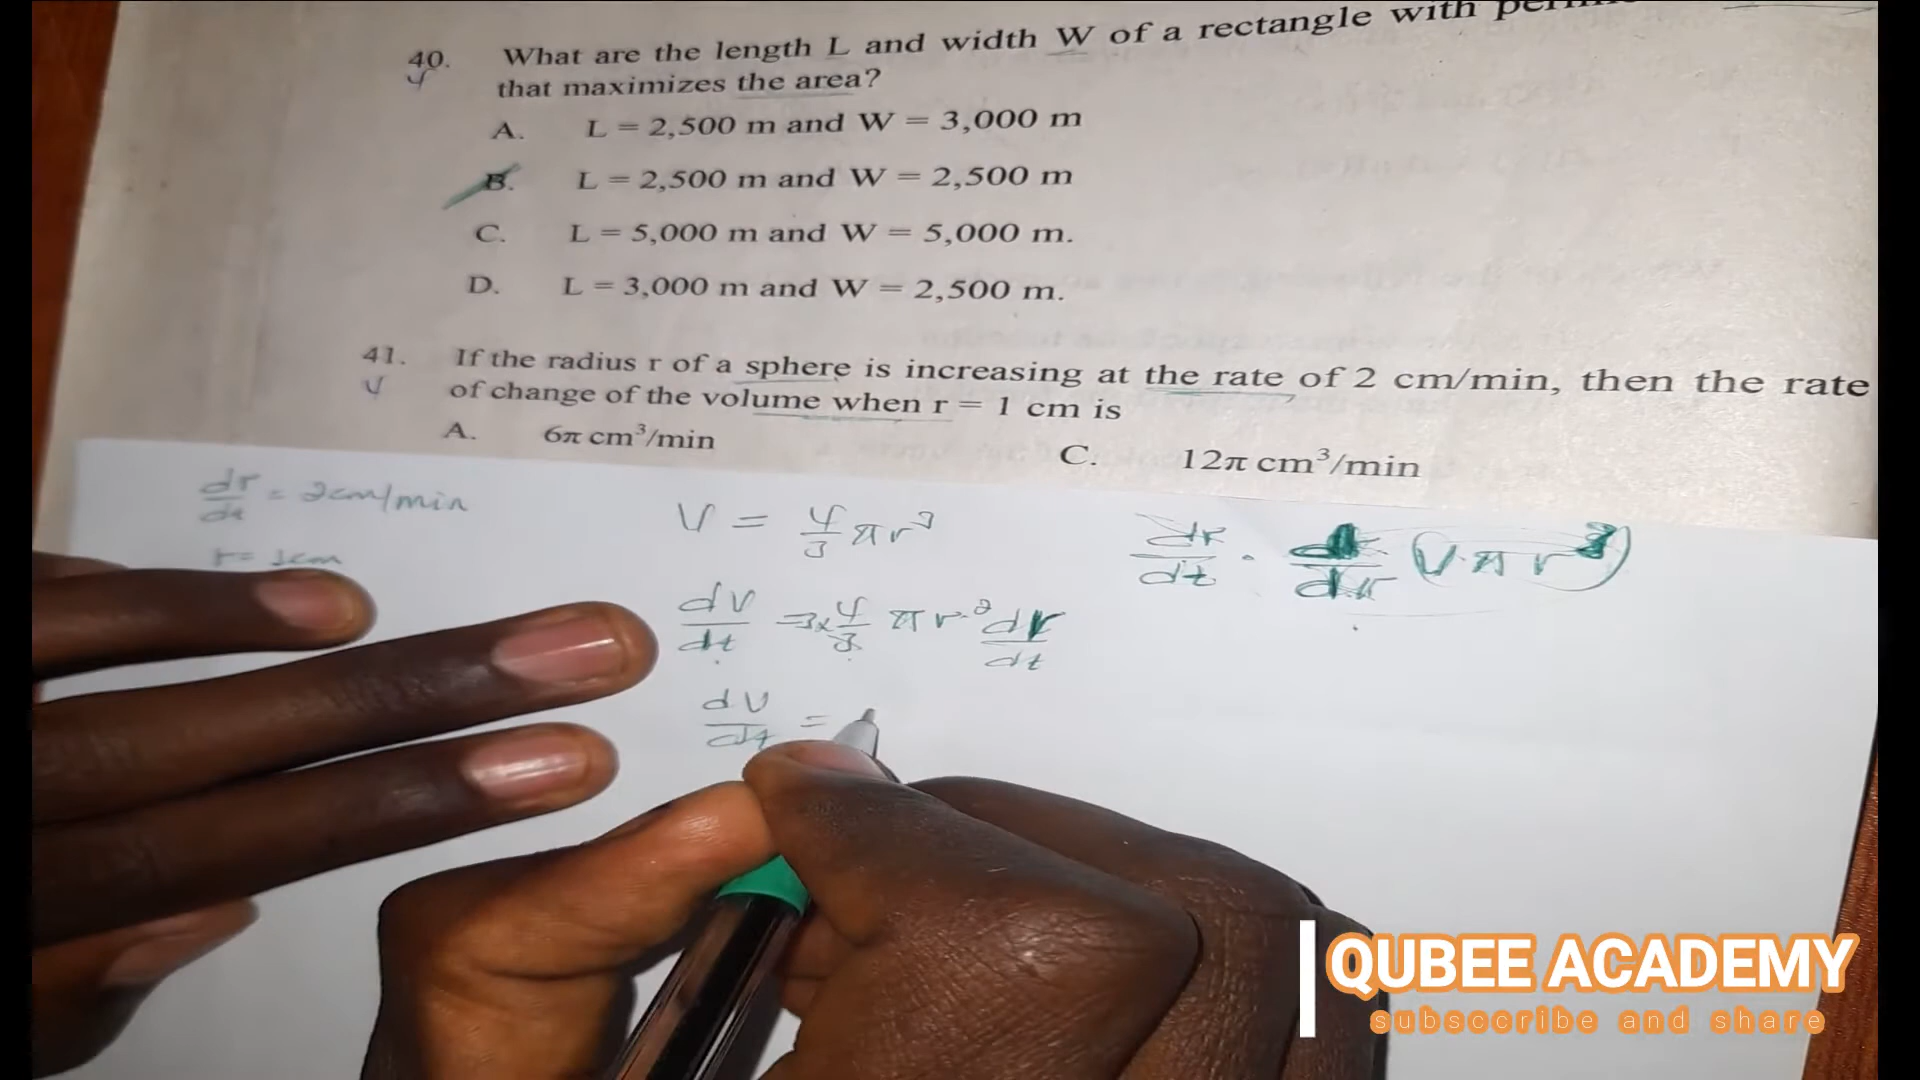 40. What are the length L and width W of a rectangle with
that maximizes the area?
A. L = 2,500 m and W = 3,000 m
B. L = 2,500 m and W = 2,500 m
C. L = 5,000 m and W = 5,000 m.
D. L = 3,000 m and W = 2,500 m.
41. If the radius r of a sphere is increasing at the rate of 2 cm/min, then the rate
of change of the volume when r = 1 cm is
A. 6π cm³/min
C. 12π cm³/min
dr/dt = 2cm/min
r = 1cm
V = 4/3 πr³
dV/dt = 3x 4/3 πr² dr/dt
dV/dt =
dr/dt · d/dr (
QUBEE ACADEMY
subsccribe and share